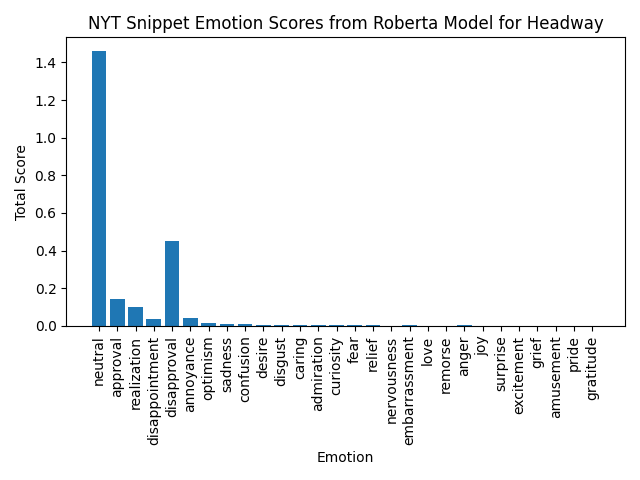 NYT Snippet Emotion Scores from Roberta Model for Headway
Total Score
1.4
1.2
1.0
0.8
0.6
0.4
0.2
0.0
neutral
approval
realization
disappointment
disapproval
annoyance
optimism
sadness
confusion
desire
disgust
caring
admiration
curiosity
fear
relief
nervousness
embarrassment
love
remorse
anger
joy
surprise
excitement
grief
amusement
pride
gratitude
Emotion